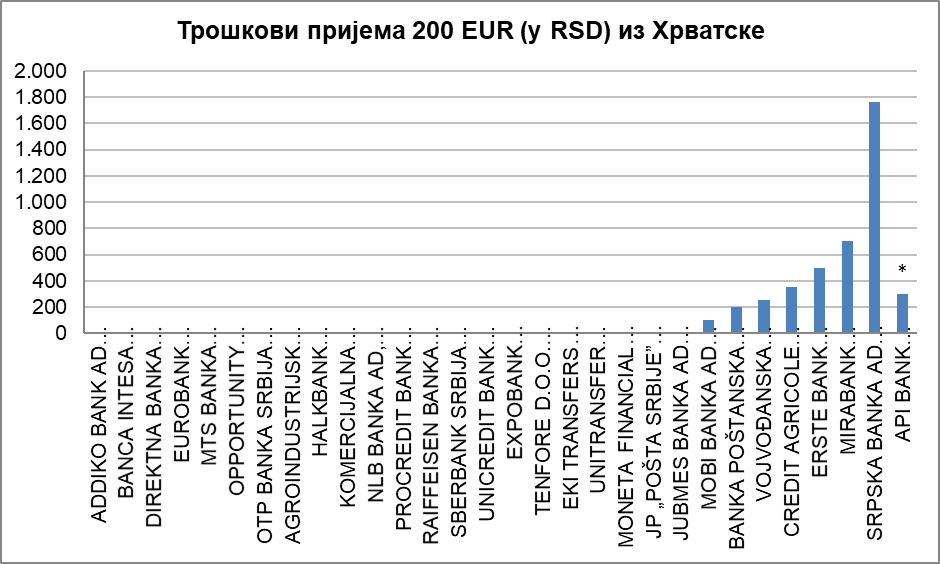 Трошкови пријема 200 EUR (у RSD) из Хрватске
2.000
1.800
1.600
1.400
1.200
1.000
800
600
400
200
0
*
ADDIKO BANK AD…
BANCA INTESA…
DIREKTNA BANKA…
EUROBANK…
MTS BANKA…
OPPORTUNITY…
OTP BANKA SRBIJA…
AGROINDUSTRIJSK…
HALKBANK…
KOMERCIJALNA…
NLB BANKA AD,…
PROCREDIT BANK…
RAIFFEISEN BANKA…
SBERBANK SRBIJA…
UNICREDIT BANK…
EXPOBANK…
TENFORE D.O.O.…
EKI TRANSFERS…
UNITRANSFER…
MONETA FINANCIAL…
JP „POŠTA SRBIJE”…
JUBMES BANKA AD…
MOBI BANKA AD…
BANKA POŠTANSKA…
VOJVOĐANSKA…
CREDIT AGRICOLE…
ERSTE BANK…
MIRABANK…
SRPSKA BANKA AD…
API BANK…